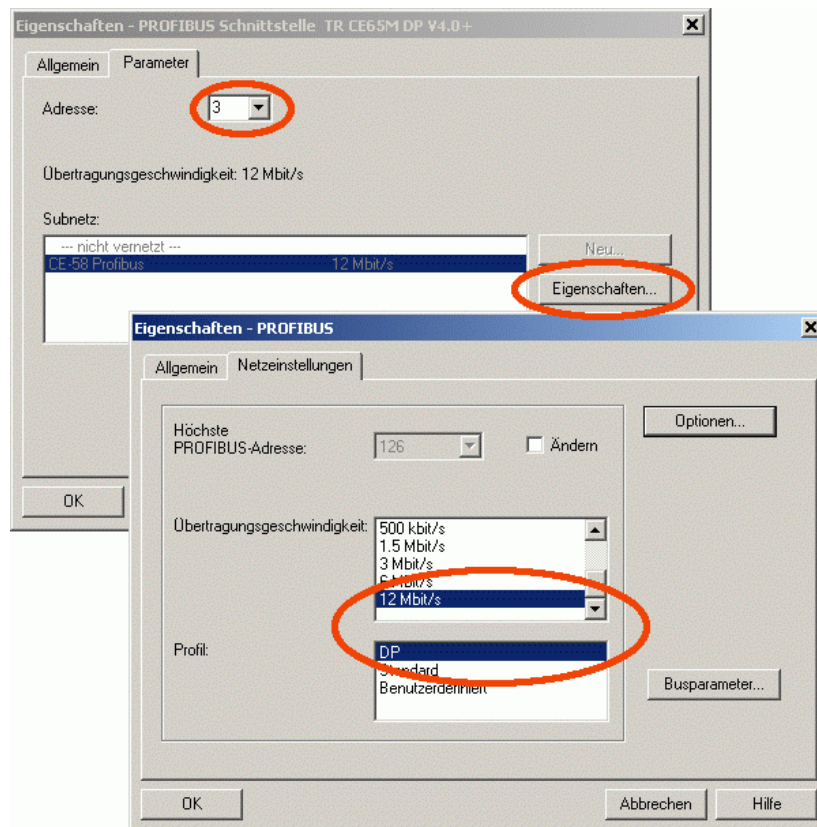 Eigenschaften - PROFIBUS Schnittstelle TR CE65M DP V4.0+
Allgemein Parameter
Adresse: 3
Übertragungsgeschwindigkeit: 12 Mbit/s
Subnetz:
--- nicht vernetzt ---
CE-58 Profibus 12 Mbit/s
Neu...
Eigenschaften...
OK
Eigenschaften - PROFIBUS
Allgemein Netzeinstellungen
Höchste
PROFIBUS-Adresse: 126 Ändern
Optionen...
Übertragungsgeschwindigkeit: 500 kbit/s
1.5 Mbit/s
3 Mbit/s
6 Mbit/s
12 Mbit/s
Profil: DP
Standard
Benutzerdefiniert
Busparameter...
OK Abbrechen Hilfe